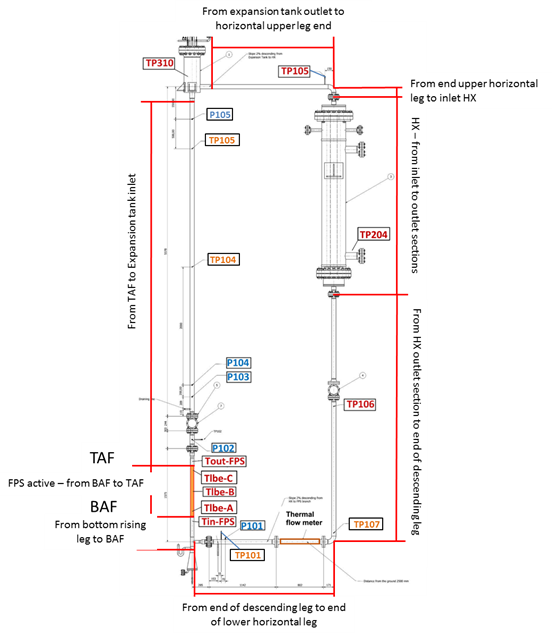 From expansion tank outlet to
horizontal upper leg end
TP310
TP105
From end upper horizontal
leg to inlet HX
P105
TP105
HX – from inlet to outlet sections
From TAF to Expansion tank inlet
TP204
TP104
From HX outlet section to end of descending leg
P104
P103
TP106
P102
TAF
Tout-FPS
FPS active – from BAF to TAF
Tlbe-C
Tlbe-B
BAF
Tlbe-A
Tin-FPS
From bottom rising
leg to BAF
P101
Thermal
flow meter
TP107
TP101
From end of descending leg to end
of lower horizontal leg